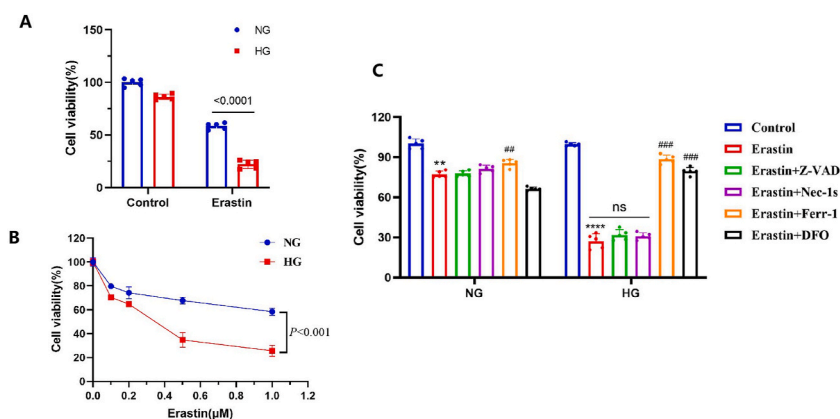 A
NG
HG
Cell viability(%)
150
100
50
0
<0.0001
Control
Erastin
B
NG
HG
Cell viability(%)
120
100
80
60
40
20
0
P<0.001
0.0
0.2
0.4
0.6
0.8
1.0
1.2
Erastin(μM)
C
Cell viability(%)
120
90
60
30
0
**
##
ns
****
###
###
NG
HG
Control
Erastin
Erastin+Z-VAD
Erastin+Nec-1s
Erastin+Ferr-1
Erastin+DFO